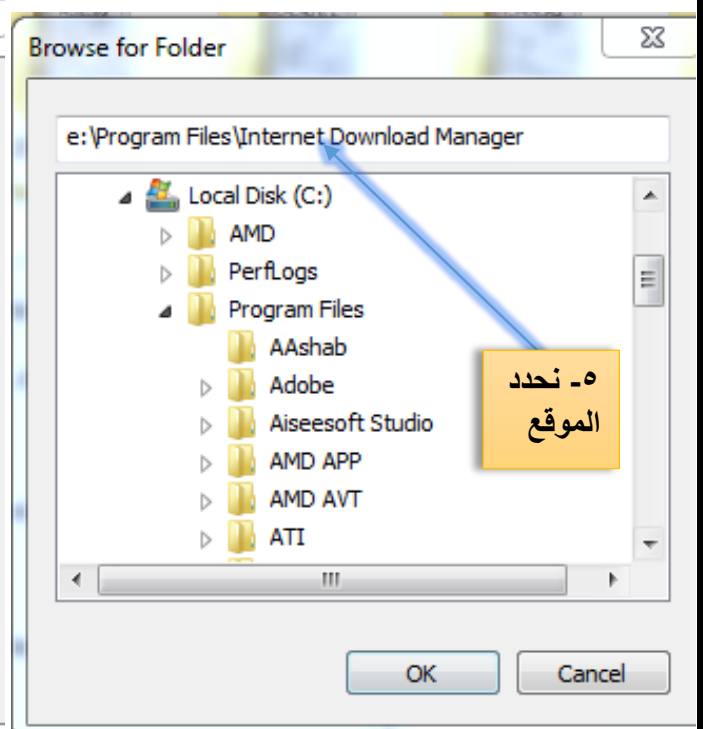 Browse for Folder
e:\Program Files\Internet Download Manager
Local Disk (C:)
AMD
PerfLogs
Program Files
AAshab
Adobe
Aiseesoft Studio
AMD APP
AMD AVT
ATI
٥- نحدد
الموقع
OK
Cancel